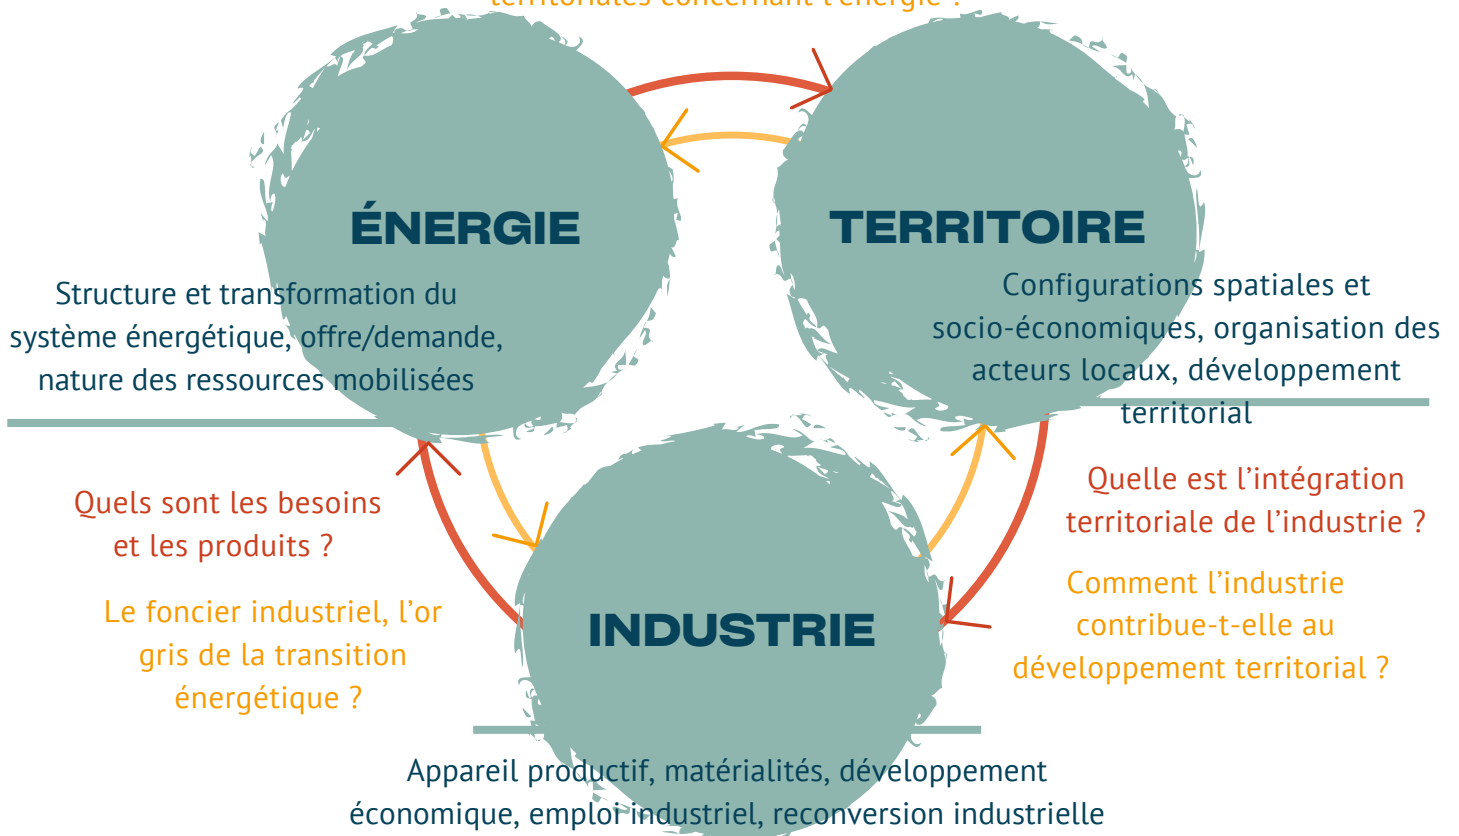 territoriales concernant l'énergie ?
ÉNERGIE
Structure et transformation du
système énergétique, offre/demande,
nature des ressources mobilisées
TERRITOIRE
Configurations spatiales et
socio-économiques, organisation des
acteurs locaux, développement
territorial
Quels sont les besoins
et les produits ?
Le foncier industriel, l’or
gris de la transition
énergétique ?
Quelle est l’intégration
territoriale de l’industrie ?
Comment l’industrie
contribue-t-elle au
développement territorial ?
INDUSTRIE
Appareil productif, matérialités, développement
économique, emploi industriel, reconversion industrielle